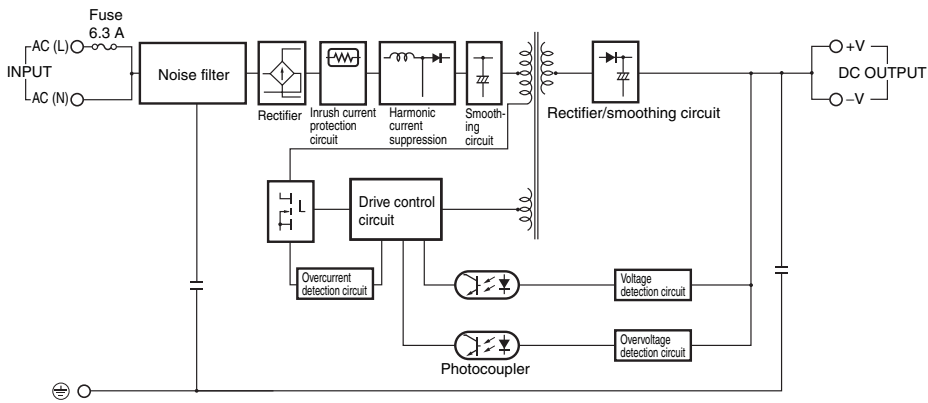 Fuse
6.3 A
AC (L)
INPUT
AC (N)
Noise filter
Rectifier
Inrush current
protection
circuit
Harmonic
current
suppression
Smooth-
ing
circuit
Rectifier/smoothing circuit
+V
DC OUTPUT
–V
Drive control
circuit
Overcurrent
detection circuit
Voltage
detection circuit
Overvoltage
detection circuit
Photocoupler